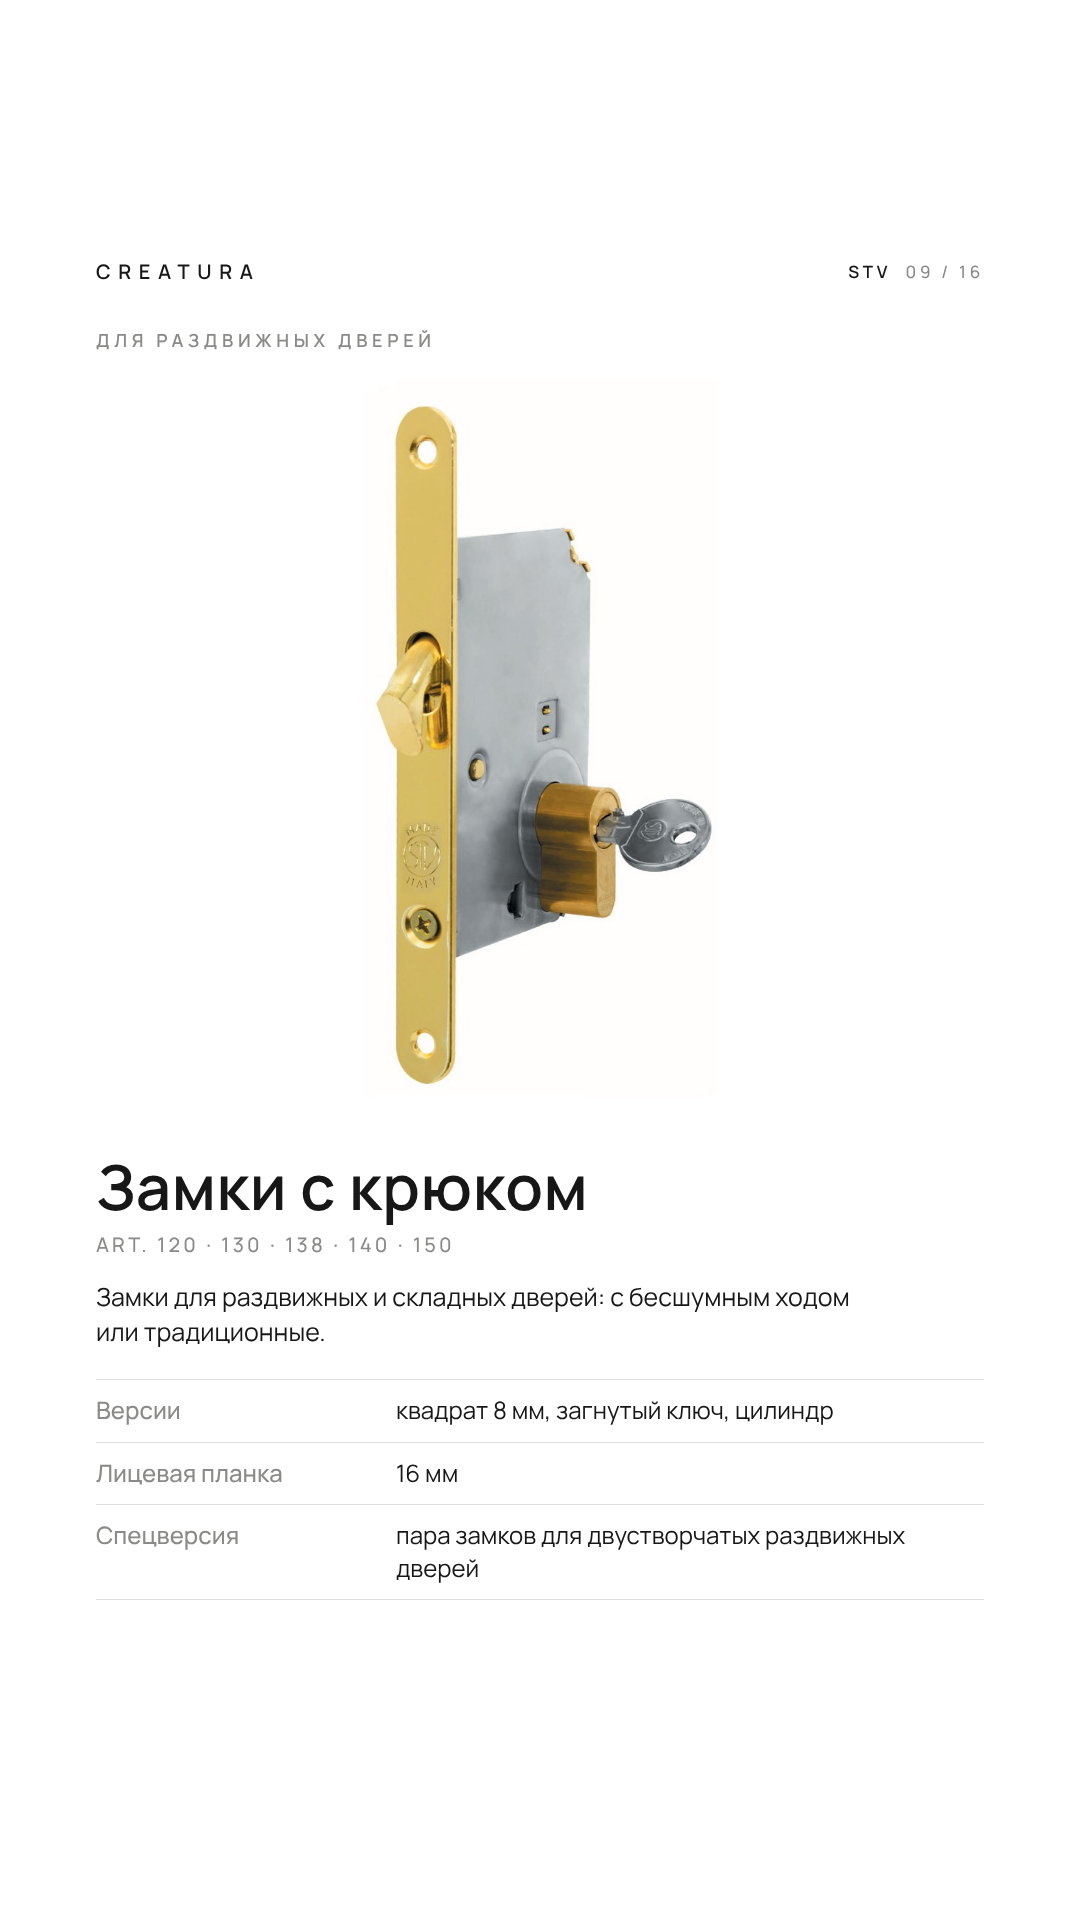 CREATURA
STV 09 / 16
ДЛЯ РАЗДВИЖНЫХ ДВЕРЕЙ
MADE
ITALY
Замки с крюком
ART. 120 · 130 · 138 · 140 · 150
Замки для раздвижных и складных дверей: с бесшумным ходом
или традиционные.
Версии квадрат 8 мм, загнутый ключ, цилиндр
Лицевая планка 16 мм
Спецверсия пара замков для двустворчатых раздвижных
дверей